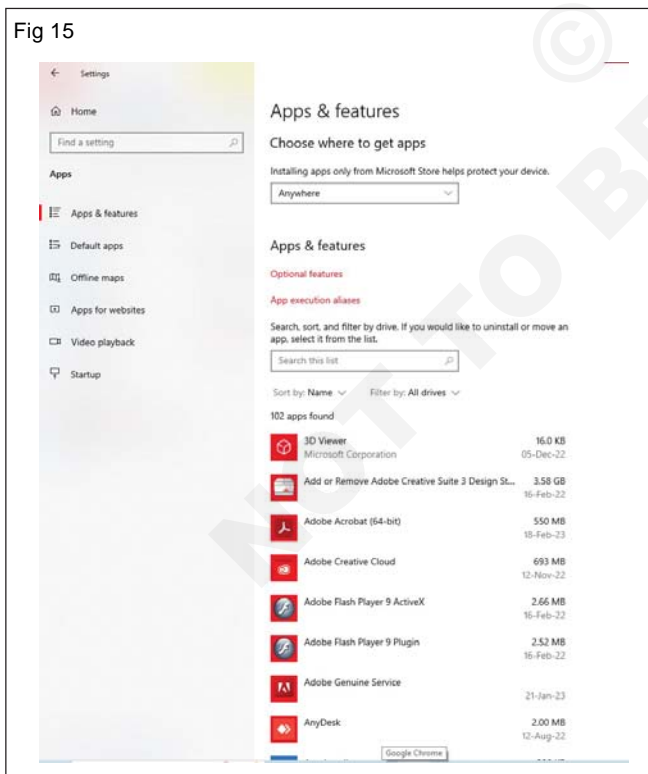 Fig 15
Settings
Home
Find a setting
Apps
Apps & features
Default apps
Offline maps
Apps for websites
Video playback
Startup
Apps & features
Choose where to get apps
Installing apps only from Microsoft Store helps protect your device.
Anywhere
Apps & features
Optional features
App execution aliases
Search, sort, and filter by drive. If you would like to uninstall or move an
app, select it from the list.
Search this list
Sort by: Name Filter by: All drives
102 apps found
3D Viewer 16.0 KB
Microsoft Corporation 05-Dec-22
Add or Remove Adobe Creative Suite 3 Design St... 3.58 GB
16-Feb-22
Adobe Acrobat (64-bit) 550 MB
18-Feb-23
Adobe Creative Cloud 693 MB
12-Nov-22
Adobe Flash Player 9 ActiveX 2.66 MB
16-Feb-22
Adobe Flash Player 9 Plugin 2.52 MB
16-Feb-22
Adobe Genuine Service
21-Jan-23
AnyDesk 2.00 MB
12-Aug-22
Google Chrome
©
NOT TO BE